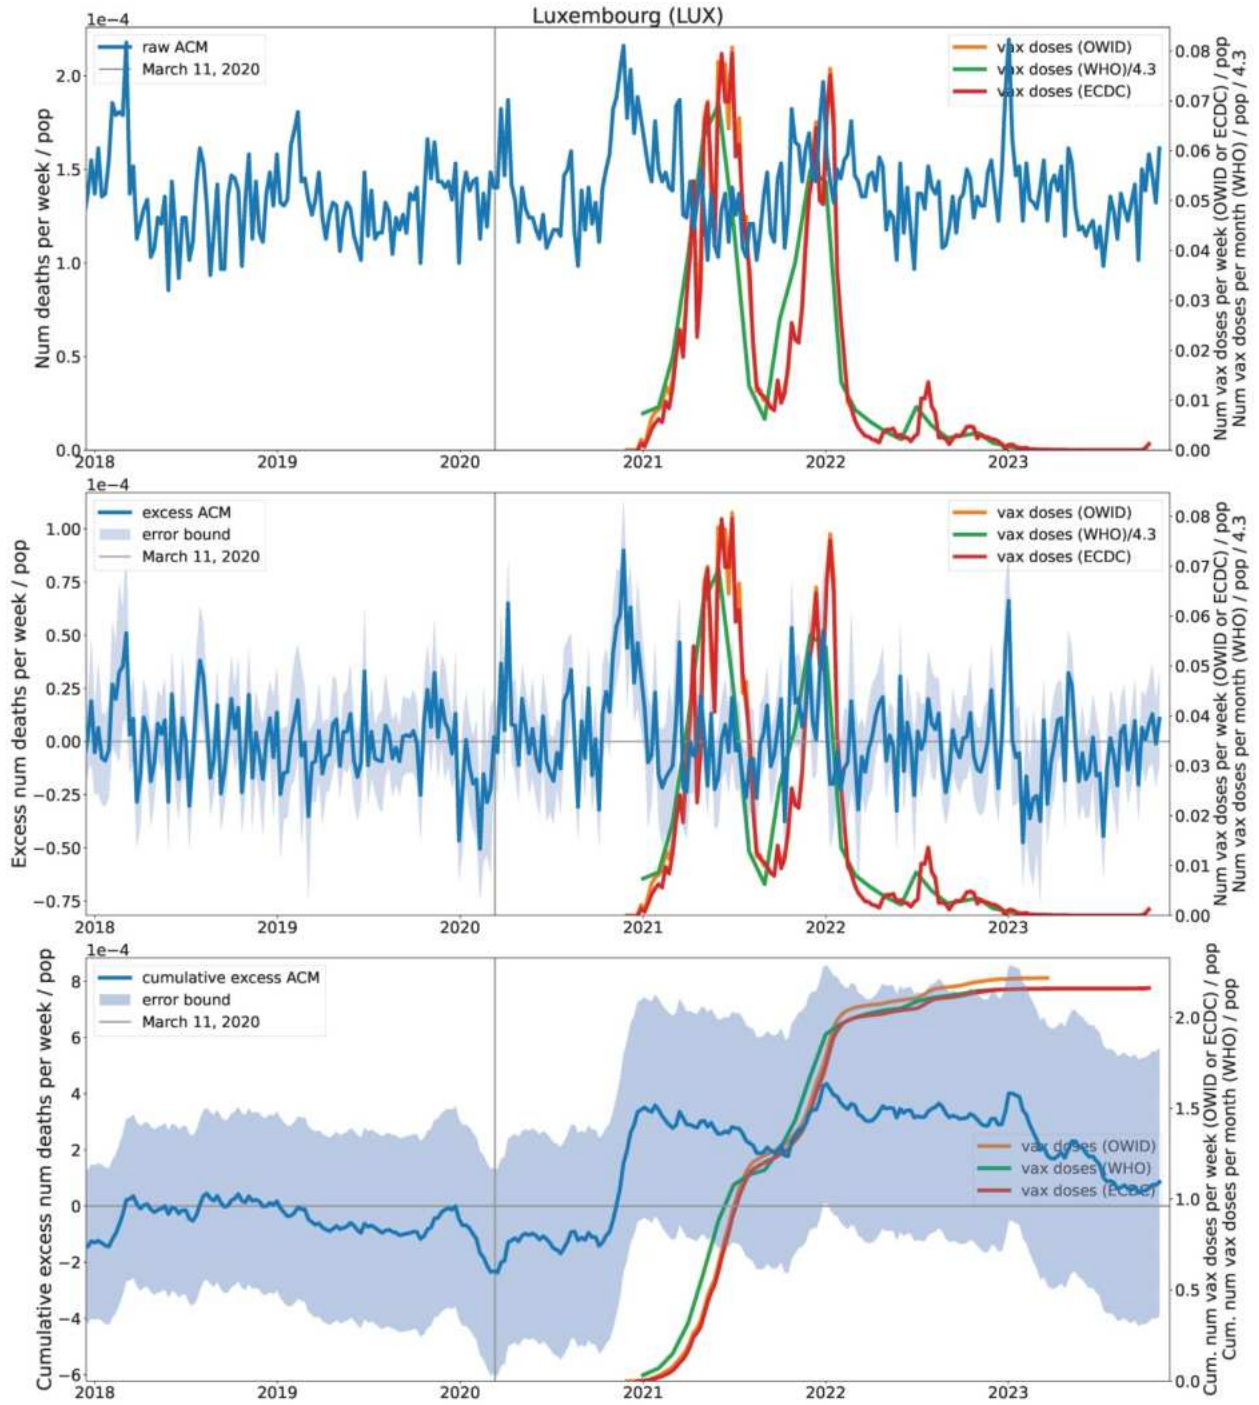 Luxembourg (LUX)
1e−4
raw ACM
March 11, 2020
vax doses (OWID)
vax doses (WHO)/4.3
vax doses (ECDC)
Num deaths per week / pop
2.0
1.5
1.0
0.5
0.0
0.08
0.07
0.06
0.05
0.04
0.03
0.02
0.01
0.00
Num vax doses per week (OWID or ECDC) / pop
Num vax doses per month (WHO) / pop / 4.3
2018 2019 2020 2021 2022 2023
1e−4
excess ACM
error bound
March 11, 2020
vax doses (OWID)
vax doses (WHO)/4.3
vax doses (ECDC)
Excess num deaths per week / pop
1.00
0.75
0.50
0.25
0.00
−0.25
−0.50
−0.75
0.08
0.07
0.06
0.05
0.04
0.03
0.02
0.01
0.00
Num vax doses per week (OWID or ECDC) / pop
Num vax doses per month (WHO) / pop / 4.3
2018 2019 2020 2021 2022 2023
1e−4
cumulative excess ACM
error bound
March 11, 2020
Cumulative excess num deaths per week / pop
8
6
4
2
0
−2
−4
−6
vax doses (OWID)
vax doses (WHO)
vax doses (ECDC)
2.0
1.5
1.0
0.5
0.0
Cum. num vax doses per week (OWID or ECDC) / pop
Cum. num vax doses per month (WHO) / pop
2018 2019 2020 2021 2022 2023